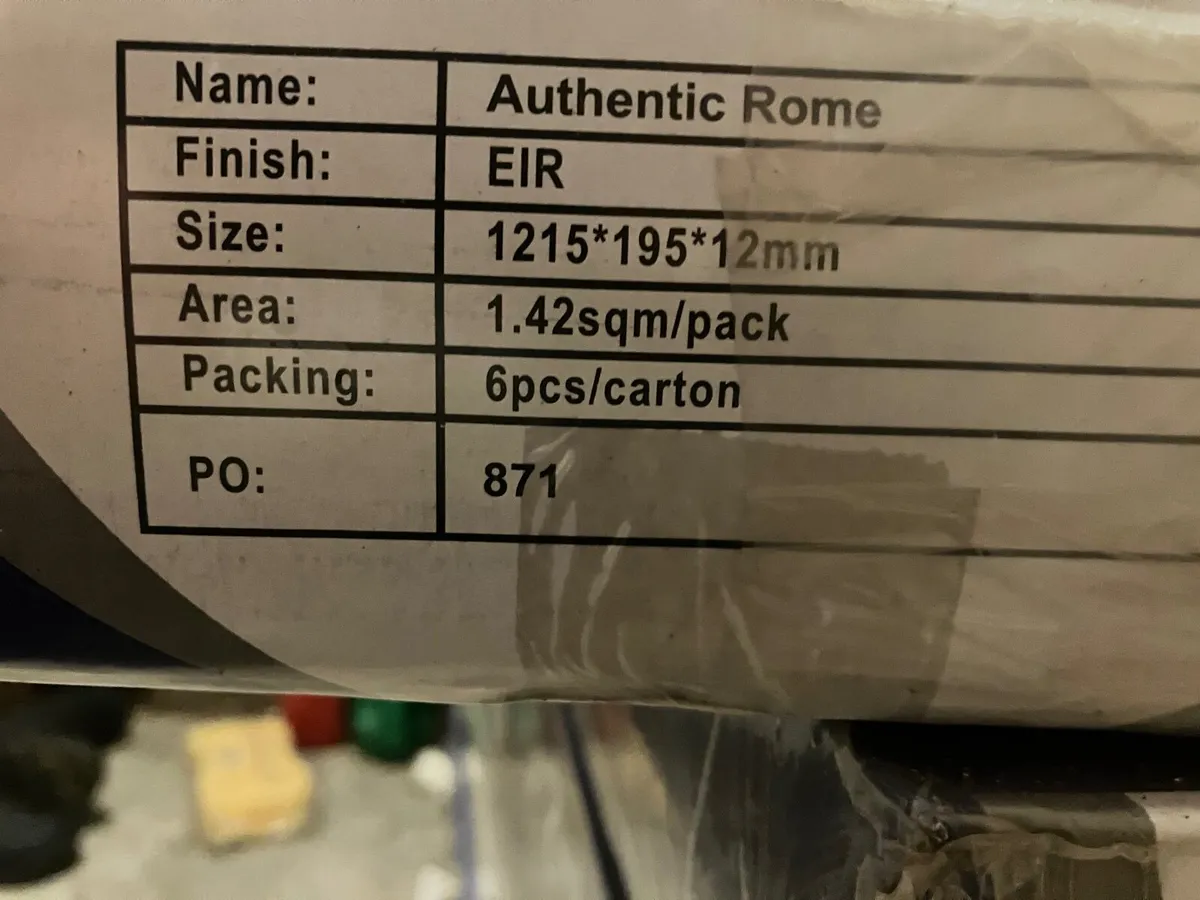 Name: Authentic Rome
Finish: EIR
Size: 1215*195*12mm
Area: 1.42sqm/pack
Packing: 6pcs/carton
PO: 871